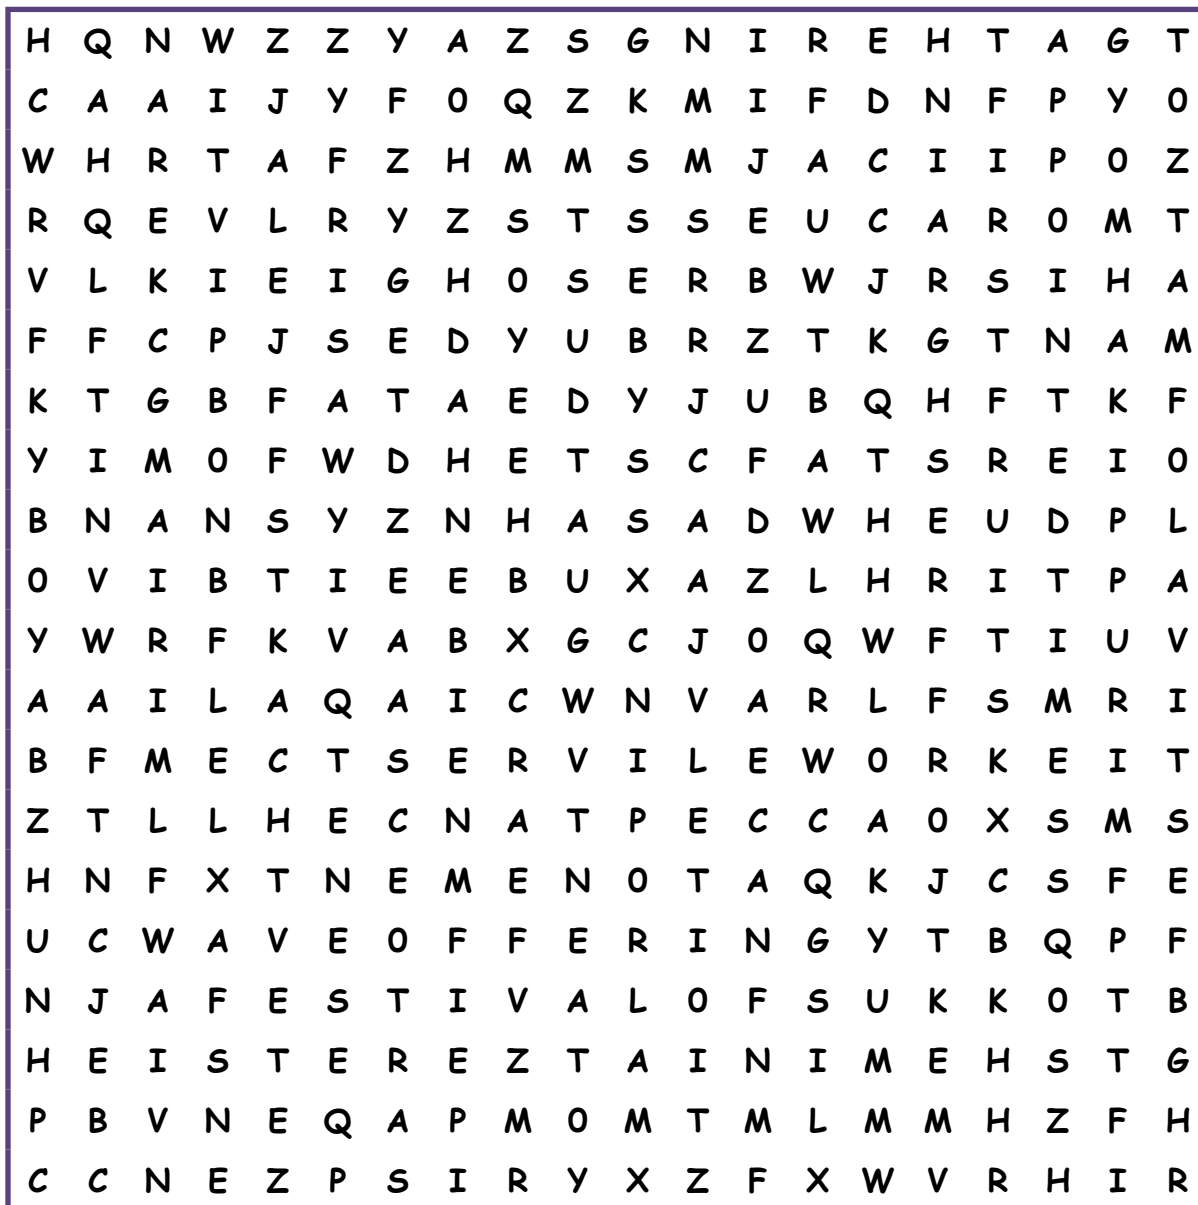 H Q N W Z Z Y A Z S G N I R E H T A G T
C A A I J Y F O Q Z K M I F D N F P Y O
W H R T A F Z H M M S M J A C I I P O Z
R Q E V L R Y Z S T S S E U C A R O M T
V L K I E I G H O S E R B W J R S I H A
F F C P J S E D Y U B R Z T K G T N A M
K T G B F A T A E D Y J U B Q H F T K F
Y I M O F W D H E T S C F A T S R E I O
B N A N S Y Z N H A S A D W H E U D P L
O V I B T I E E B U X A Z L H R I T P A
Y W R F K V A B X G C J O Q W F T I U V
A A I L A Q A I C W N V A R L F S M R I
B F M E C T S E R V I L E W O R K E I T
Z T L L H E C N A T P E C C A O X S M S
H N F X T N E M E N O T A Q K J C S F E
U C W A V E O F F E R I N G Y T B Q P F
N J A F E S T I V A L O F S U K K O T B
H E I S T E R E Z T A I N I M E H S T G
P B V N E Q A P M O M T M L M M H Z F H
C C N E Z P S I R Y X Z F X W V R H I R